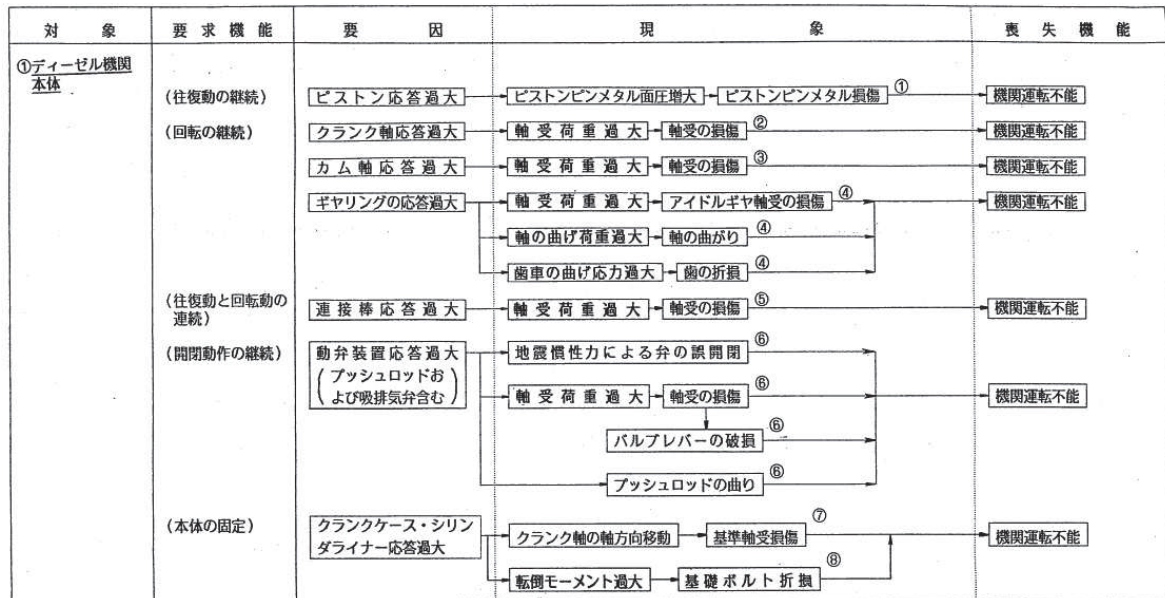 対象 要求機能 要因 現象 喪失機能
①ディーゼル機関
本体
(往復動の継続) ピストン応答過大 ピストンピンメタル面圧増大 ピストンピンメタル損傷 ① 機関運転不能
(回転の継続) クランク軸応答過大 軸受荷重過大 軸受の損傷 ② 機関運転不能
カム軸応答過大 軸受荷重過大 軸受の損傷 ③ 機関運転不能
ギヤリングの応答過大 軸受荷重過大 アイドルギヤ軸受の損傷 ④ 機関運転不能
軸の曲げ荷重過大 軸の曲がり ④
歯車の曲げ応力過大 歯の折損 ④
(往復動と回転動の
連続) 連接棒応答過大 軸受荷重過大 軸受の損傷 ⑤ 機関運転不能
(開閉動作の継続) 動弁装置応答過大 地震慣性力による弁の誤開閉 ⑥
(プッシュロッドお
よび吸排気弁含む) 軸受荷重過大 軸受の損傷 ⑥ 機関運転不能
バルブレバーの破損 ⑥
プッシュロッドの曲り ⑥
(本体の固定) クランクケース・シリン
ダライナー応答過大 クランク軸の軸方向移動 基準軸受損傷 ⑦ 機関運転不能
転倒モーメント過大 基礎ボルト折損 ⑧